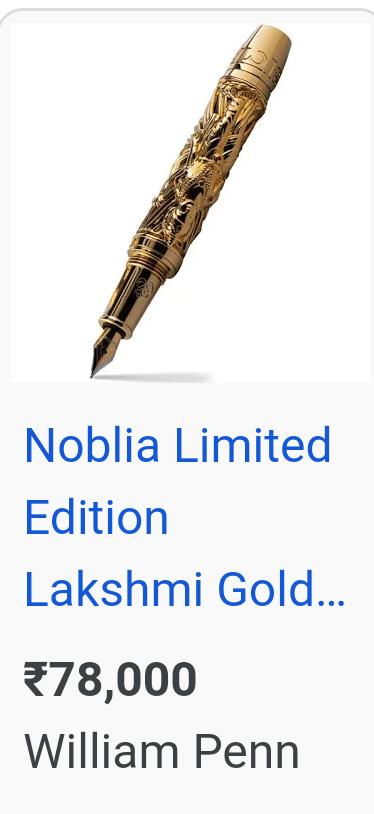 Noblia Limited
Edition
Lakshmi Gold...
₹78,000
William Penn